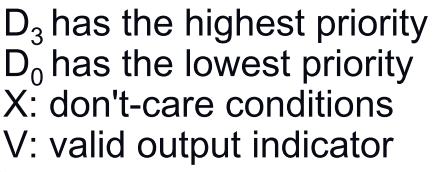 D₃ has the highest priority
D₀ has the lowest priority
X: don't-care conditions
V: valid output indicator